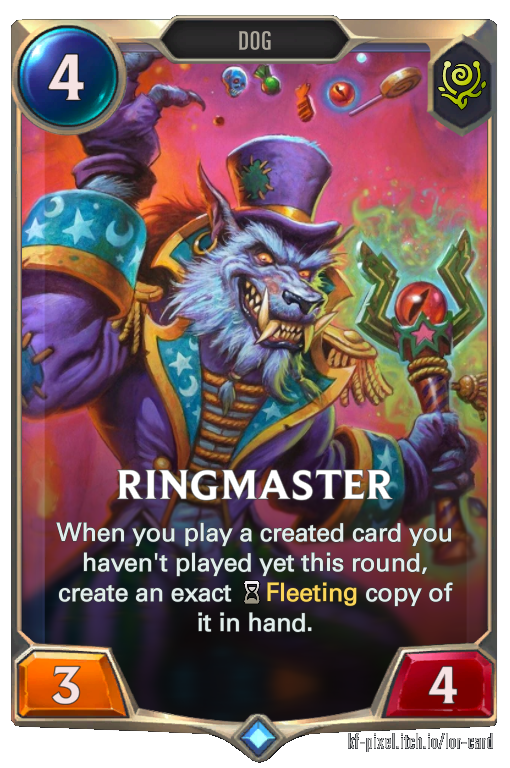 DOG
4
RINGMASTER
When you play a created card you
haven't played yet this round,
create an exact Fleeting copy of
it in hand.
3
4
kf-pixel.itch.io/lor-card